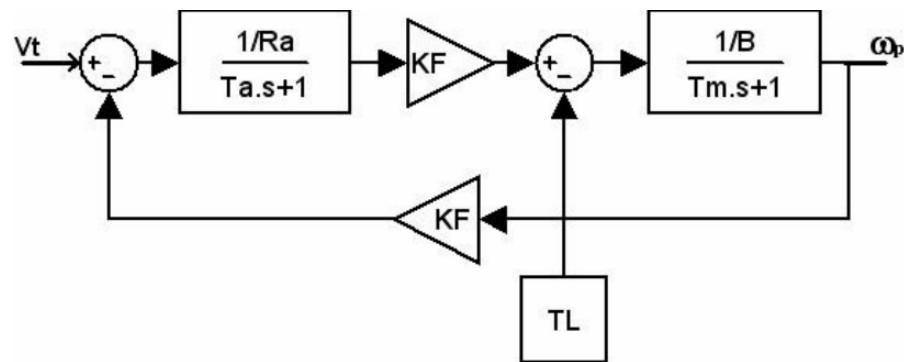 Vt
+
-
1/Ra
Ta.s+1
KF
+
-
1/B
Tm.s+1
ωp
KF
TL